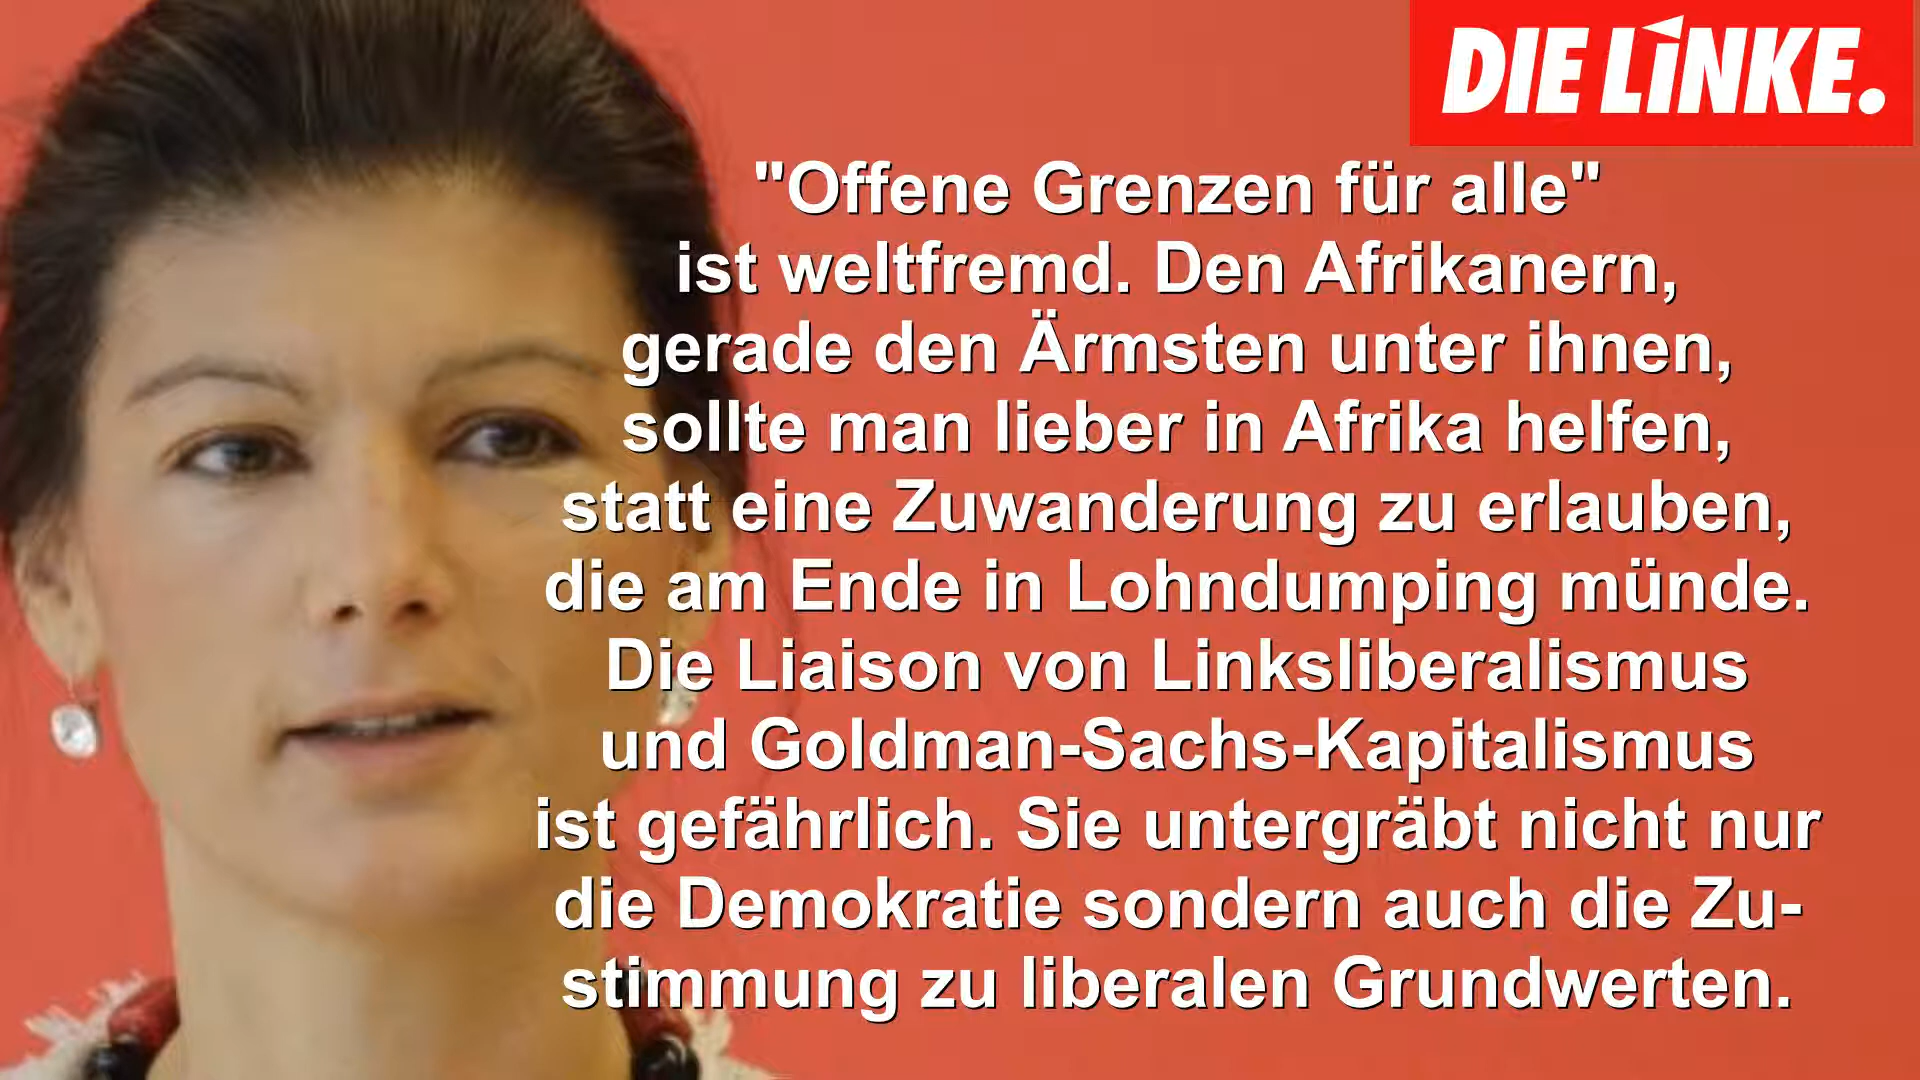 DIE LINKE.
"Offene Grenzen für alle"
ist weltfremd. Den Afrikanern,
gerade den Ärmsten unter ihnen,
sollte man lieber in Afrika helfen,
statt eine Zuwanderung zu erlauben,
die am Ende in Lohndumping münde.
Die Liaison von Linksliberalismus
und Goldman-Sachs-Kapitalismus
ist gefährlich. Sie untergräbt nicht nur
die Demokratie sondern auch die Zu-
stimmung zu liberalen Grundwerten.